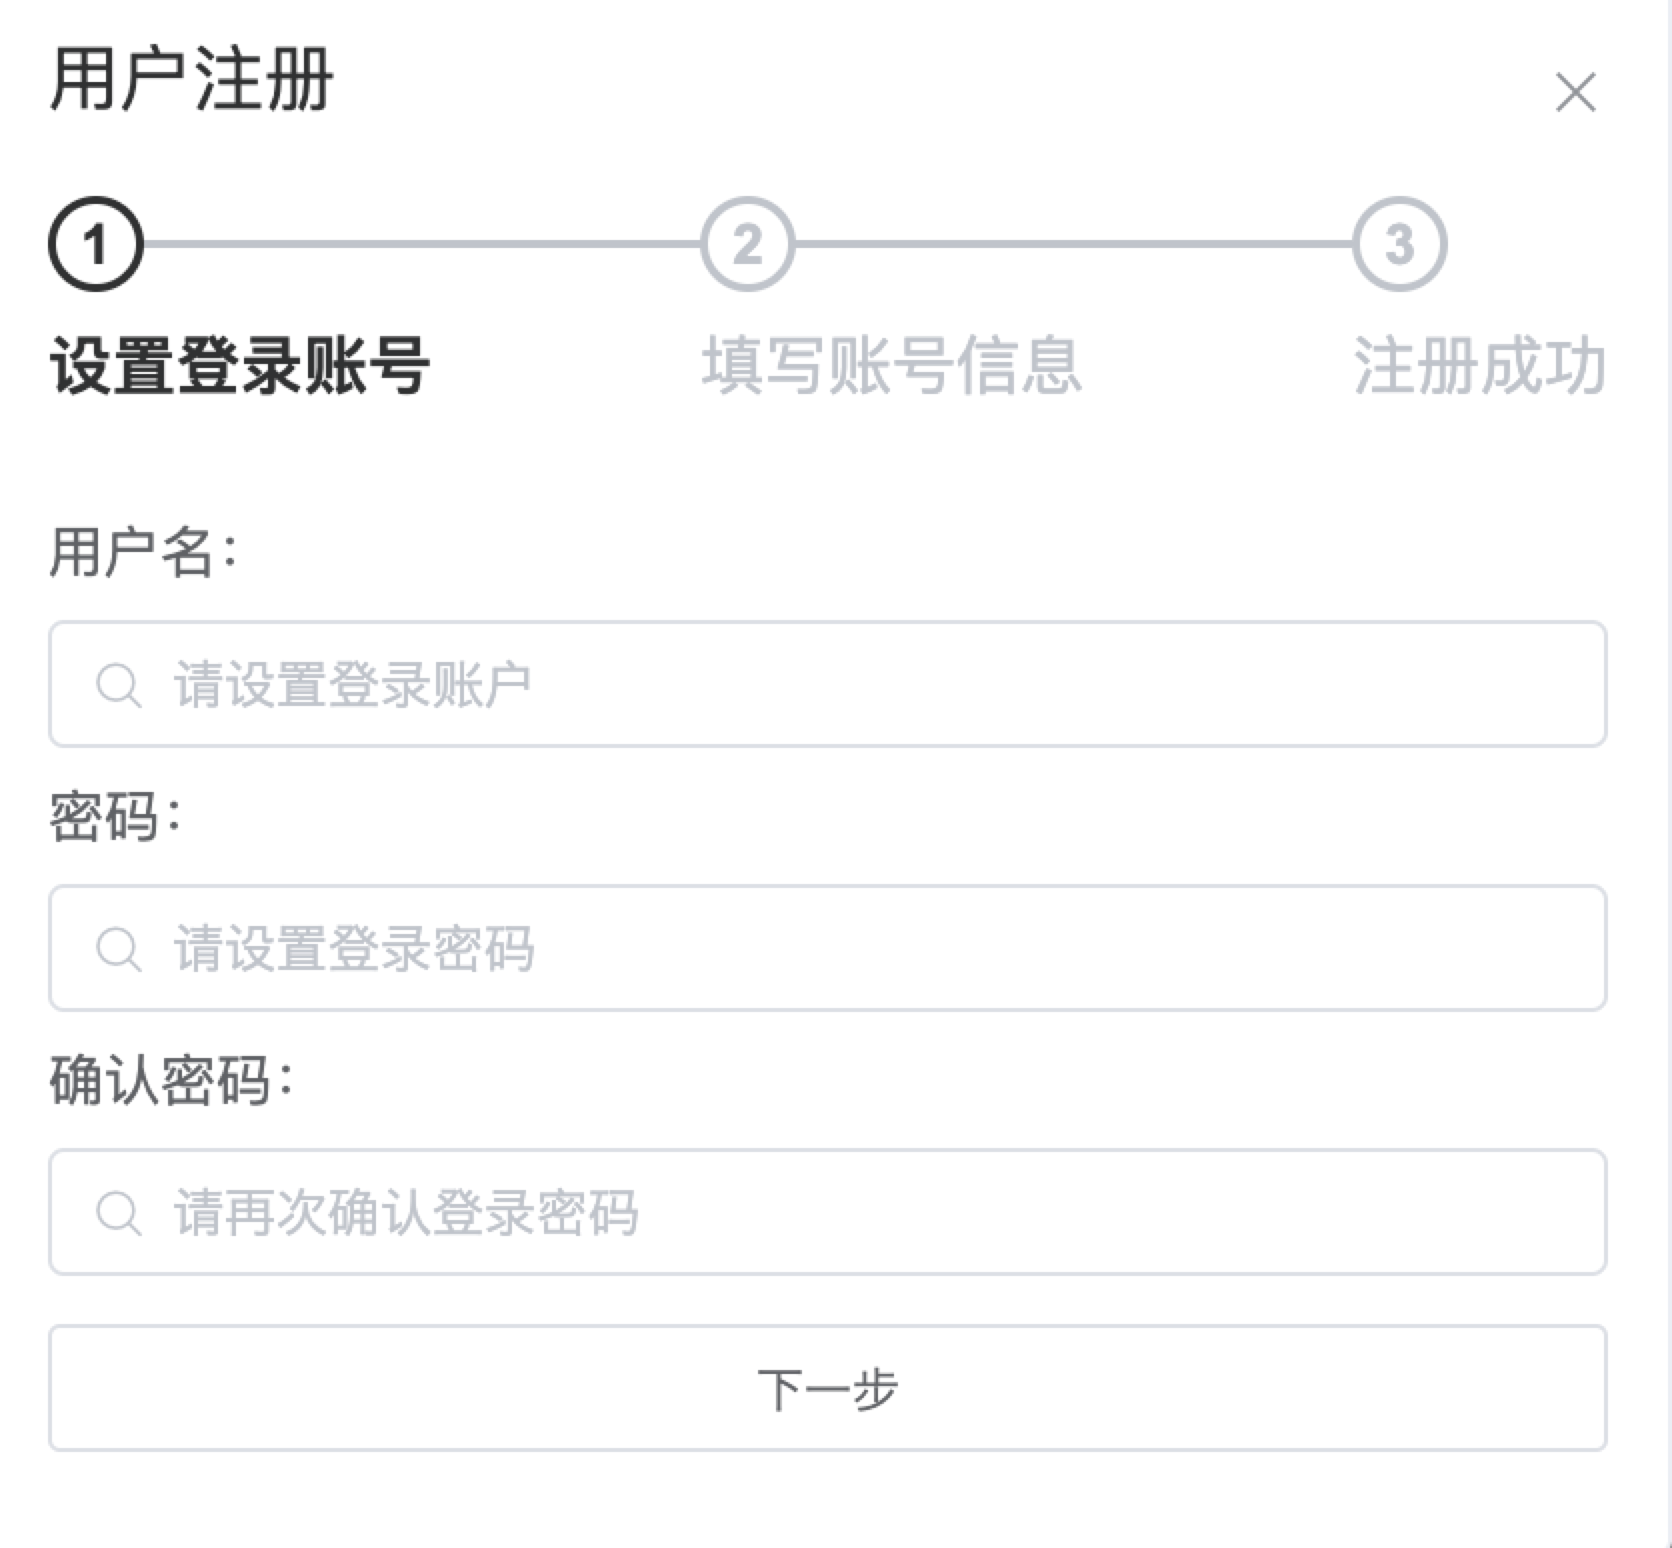 用户注册
1 2 3
设置登录账号 填写账号信息 注册成功
用户名：
请设置登录账户
密码：
请设置登录密码
确认密码：
请再次确认登录密码
下一步